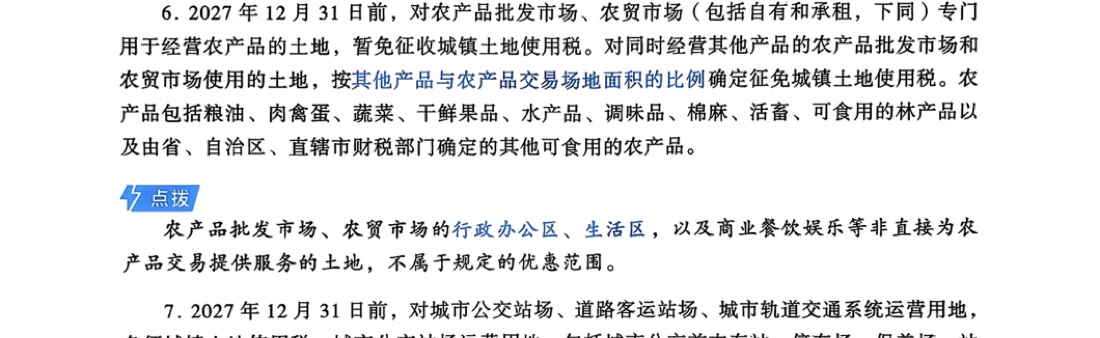 6. 2027 年 12 月 31 日前，对农产品批发市场、农贸市场（包括自有和承租，下同）专门
用于经营农产品的土地，暂免征收城镇土地使用税。对同时经营其他产品的农产品批发市场和
农贸市场使用的土地，按其他产品与农产品交易场地面积的比例确定征免城镇土地使用税。农
产品包括粮油、肉禽蛋、蔬菜、干鲜果品、水产品、调味品、棉麻、活畜、可食用的林产品以
及由省、自治区、直辖市财税部门确定的其他可食用的农产品。
点拨
农产品批发市场、农贸市场的行政办公区、生活区，以及商业餐饮娱乐等非直接为农
产品交易提供服务的土地，不属于规定的优惠范围。
7. 2027 年 12 月 31 日前，对城市公交站场、道路客运站场、城市轨道交通系统运营用地，